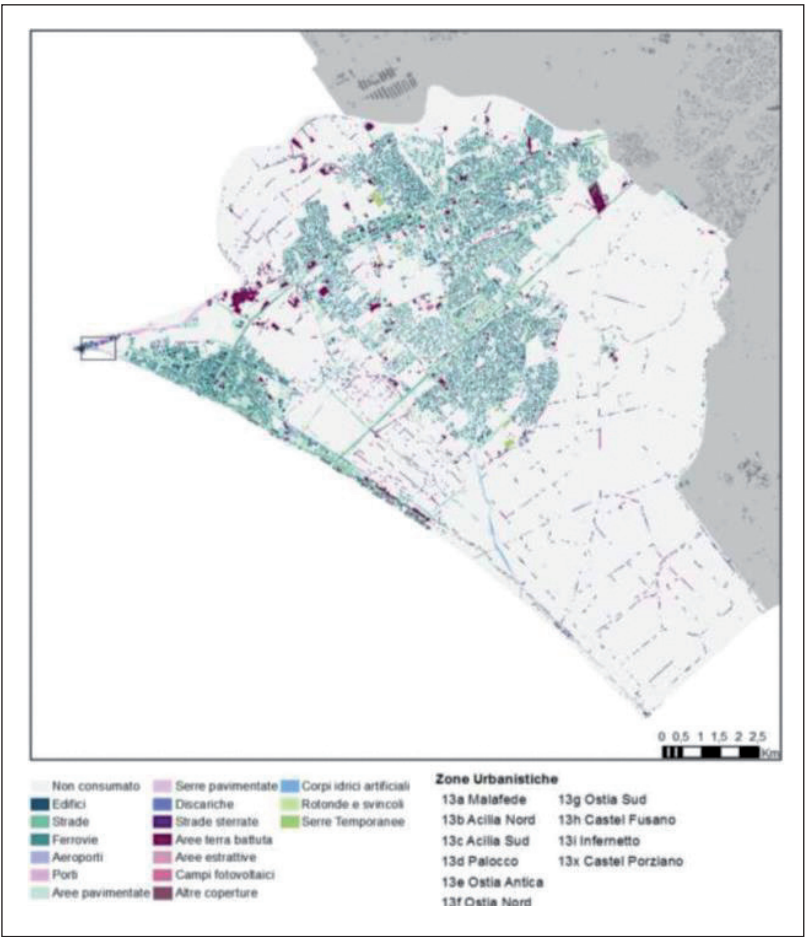 0 0,5 1 1,5 2 2,5
Km
Non consumato
Edifici
Strade
Ferrovie
Aeroporti
Porti
Aree pavimentate
Serre pavimentate
Discariche
Strade sterrate
Aree terra battuta
Aree estrattive
Campi fotovoltaici
Altre coperture
Corpi idrici artificiali
Rotonde e svincoli
Serre Temporanee
Zone Urbanistiche
13a Malafede
13b Acilia Nord
13c Acilia Sud
13d Palocco
13e Ostia Antica
13f Ostia Nord
13g Ostia Sud
13h Castel Fusano
13i Infernetto
13x Castel Porziano